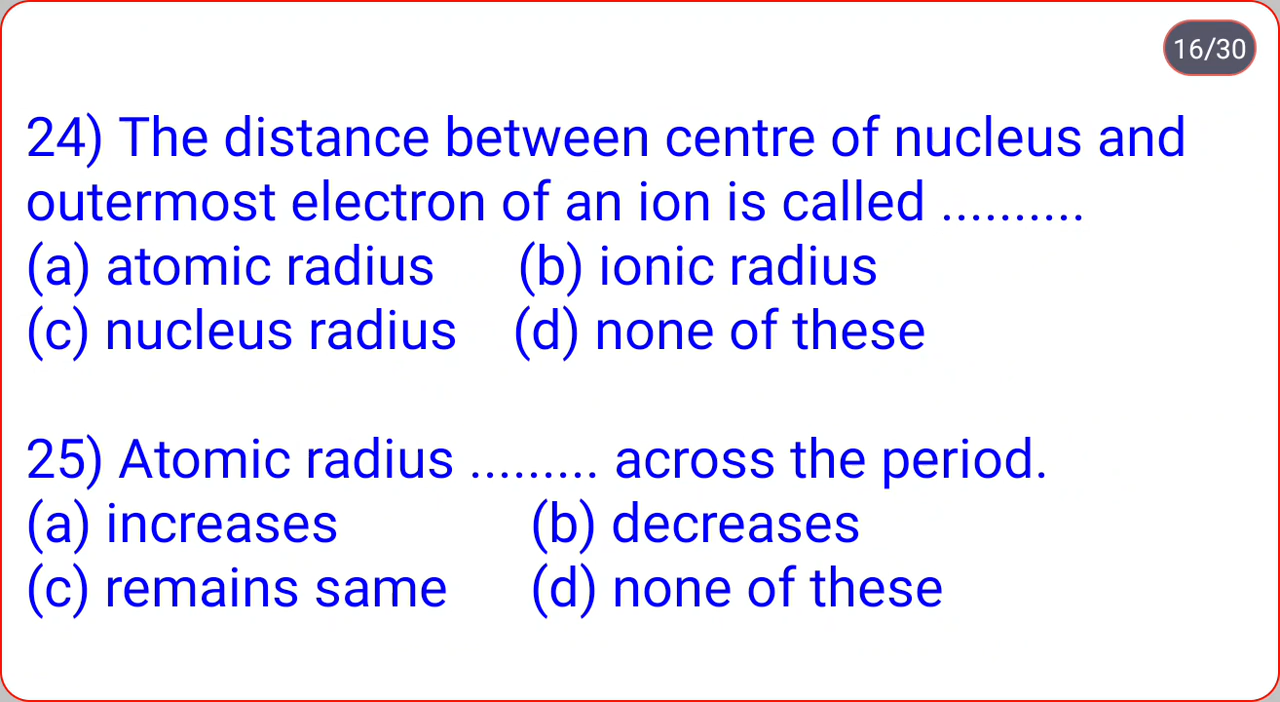 16/30
24) The distance between centre of nucleus and
outermost electron of an ion is called ..........
(a) atomic radius (b) ionic radius
(c) nucleus radius (d) none of these
25) Atomic radius ......... across the period.
(a) increases (b) decreases
(c) remains same (d) none of these